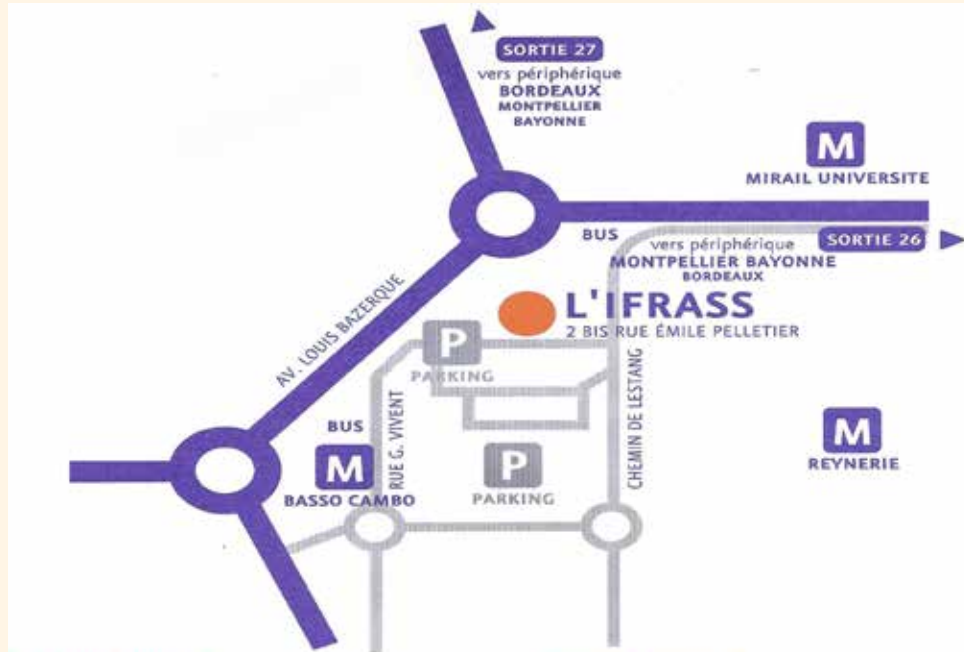 SORTIE 27
vers périphérique
BORDEAUX
MONTPELLIER
BAYONNE
M
MIRAIL UNIVERSITE
BUS
vers périphérique
SORTIE 26
MONTPELLIER BAYONNE
BORDEAUX
L'IFRASS
2 BIS RUE ÉMILE PELLETIER
AV. LOUIS BAZERQUE
P
PARKING
CHEMIN DE LESTANG
RUE G. VIVENT
BUS
M
BASSO CAMBO
P
PARKING
M
REYNERIE